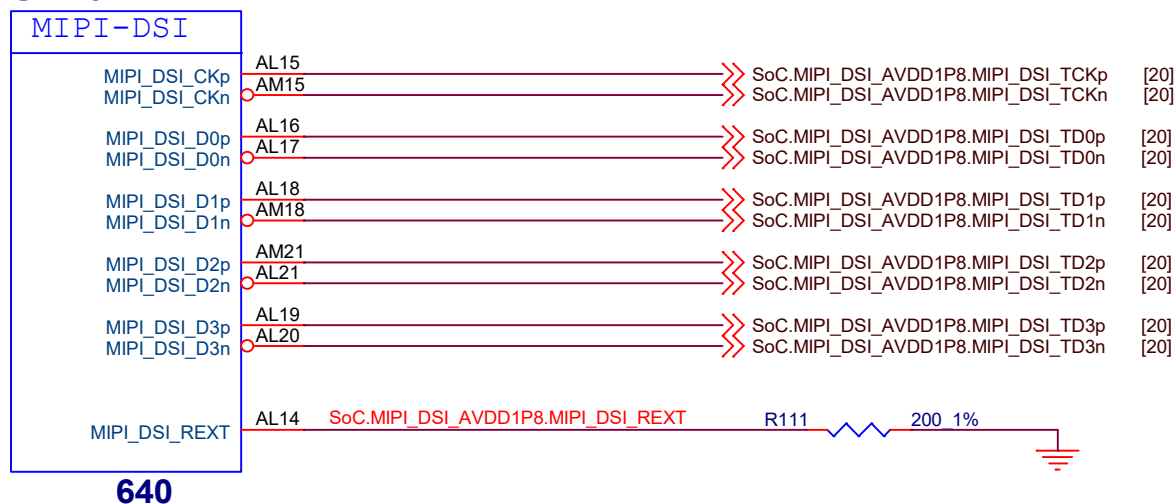 MIPI-DSI
MIPI_DSI_CKp AL15 SoC.MIPI_DSI_AVDD1P8.MIPI_DSI_TCKp [20]
MIPI_DSI_CKn AM15 SoC.MIPI_DSI_AVDD1P8.MIPI_DSI_TCKn [20]
MIPI_DSI_D0p AL16 SoC.MIPI_DSI_AVDD1P8.MIPI_DSI_TD0p [20]
MIPI_DSI_D0n AL17 SoC.MIPI_DSI_AVDD1P8.MIPI_DSI_TD0n [20]
MIPI_DSI_D1p AL18 SoC.MIPI_DSI_AVDD1P8.MIPI_DSI_TD1p [20]
MIPI_DSI_D1n AM18 SoC.MIPI_DSI_AVDD1P8.MIPI_DSI_TD1n [20]
MIPI_DSI_D2p AM21 SoC.MIPI_DSI_AVDD1P8.MIPI_DSI_TD2p [20]
MIPI_DSI_D2n AL21 SoC.MIPI_DSI_AVDD1P8.MIPI_DSI_TD2n [20]
MIPI_DSI_D3p AL19 SoC.MIPI_DSI_AVDD1P8.MIPI_DSI_TD3p [20]
MIPI_DSI_D3n AL20 SoC.MIPI_DSI_AVDD1P8.MIPI_DSI_TD3n [20]
MIPI_DSI_REXT AL14 SoC.MIPI_DSI_AVDD1P8.MIPI_DSI_REXT R111 200_1%
640